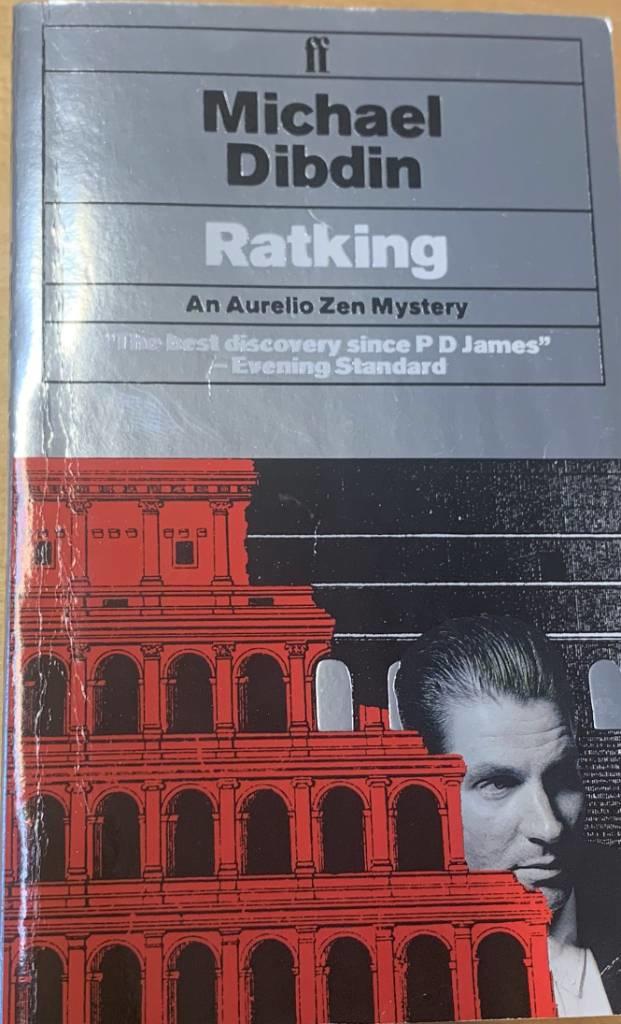 ff
Michael
Dibdin
Ratking
An Aurelio Zen Mystery
"The best discovery since P D James"
– Evening Standard